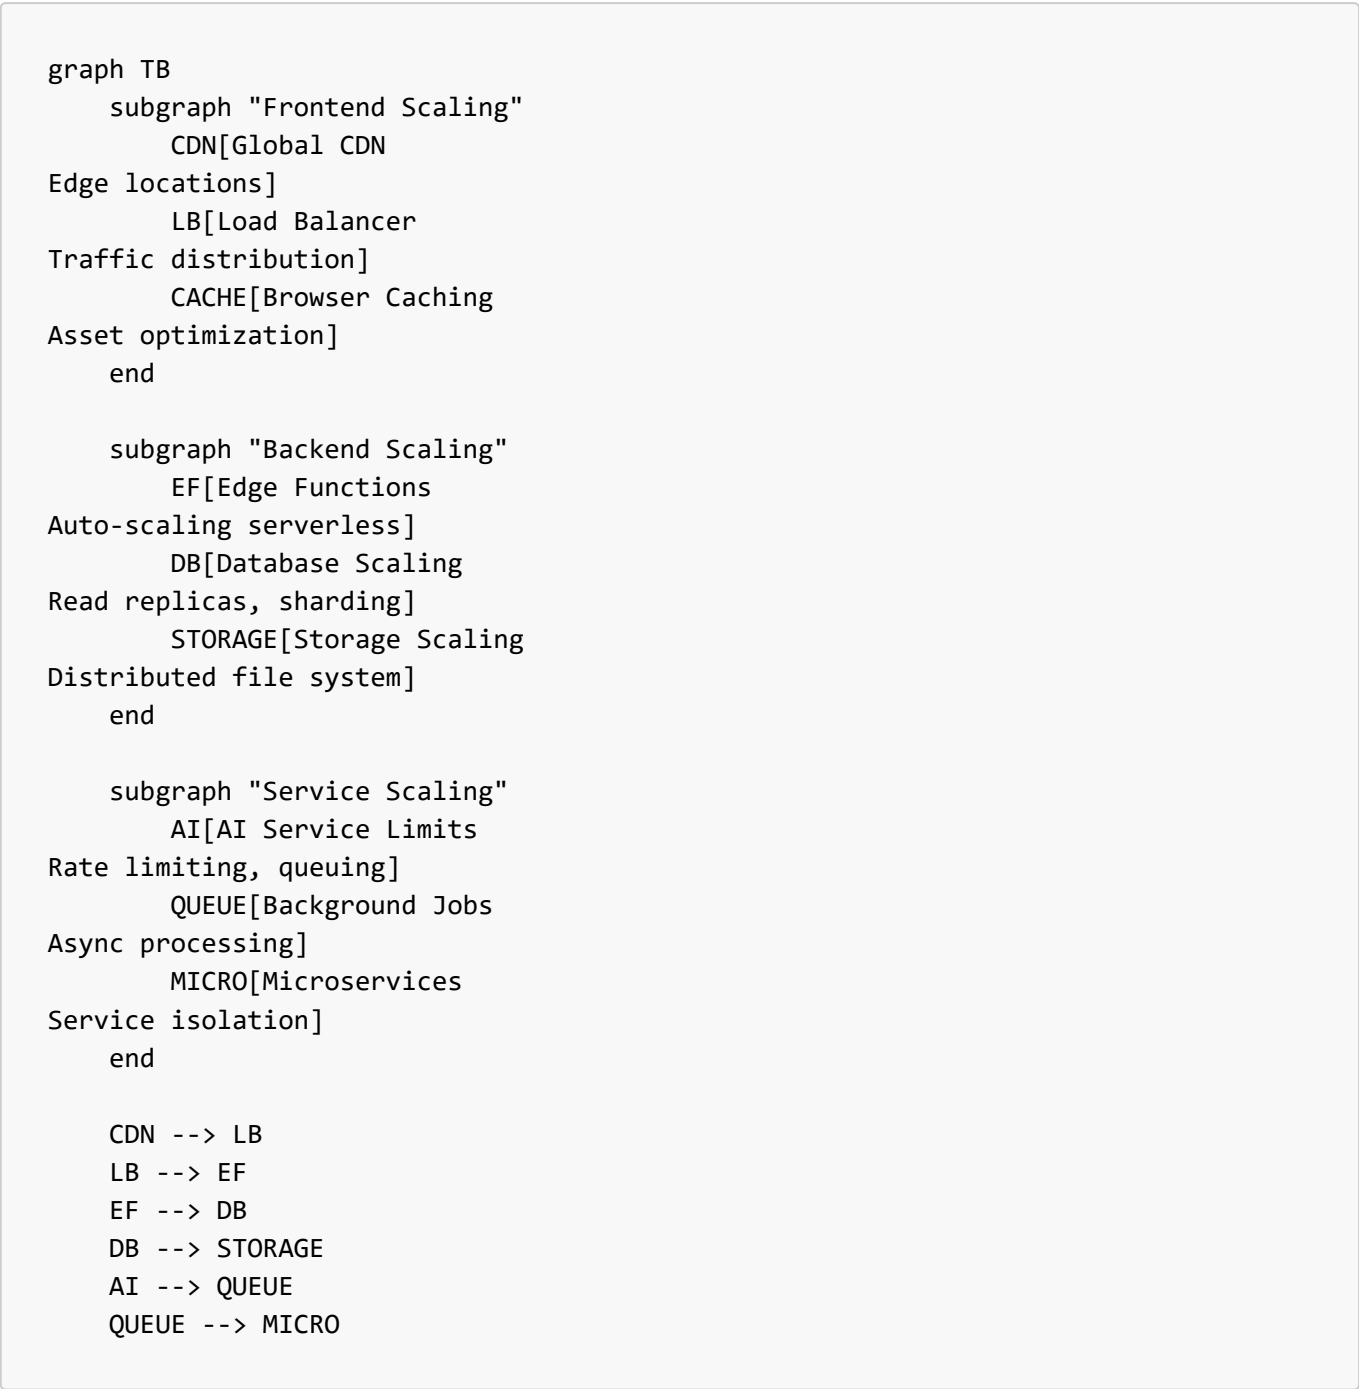 graph TB
    subgraph "Frontend Scaling"
        CDN[Global CDN
Edge locations]
        LB[Load Balancer
Traffic distribution]
        CACHE[Browser Caching
Asset optimization]
    end

    subgraph "Backend Scaling"
        EF[Edge Functions
Auto-scaling serverless]
        DB[Database Scaling
Read replicas, sharding]
        STORAGE[Storage Scaling
Distributed file system]
    end

    subgraph "Service Scaling"
        AI[AI Service Limits
Rate limiting, queuing]
        QUEUE[Background Jobs
Async processing]
        MICRO[Microservices
Service isolation]
    end

    CDN --> LB
    LB --> EF
    EF --> DB
    DB --> STORAGE
    AI --> QUEUE
    QUEUE --> MICRO